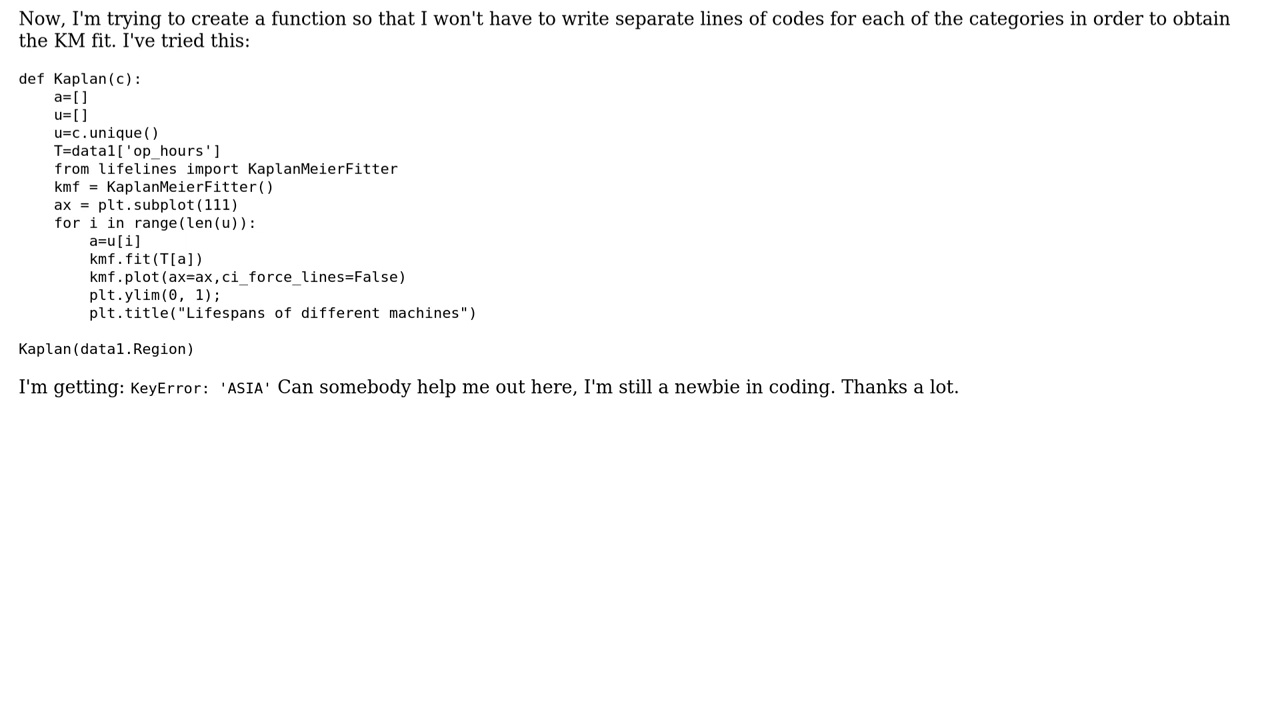 Now, I'm trying to create a function so that I won't have to write separate lines of codes for each of the categories in order to obtain
the KM fit. I've tried this:
def Kaplan(c):
    a=[]
    u=[]
    u=c.unique()
    T=data1['op_hours']
    from lifelines import KaplanMeierFitter
    kmf = KaplanMeierFitter()
    ax = plt.subplot(111)
    for i in range(len(u)):
        a=u[i]
        kmf.fit(T[a])
        kmf.plot(ax=ax,ci_force_lines=False)
        plt.ylim(0, 1);
        plt.title("Lifespans of different machines")
Kaplan(data1.Region)
I'm getting: KeyError: 'ASIA' Can somebody help me out here, I'm still a newbie in coding. Thanks a lot.